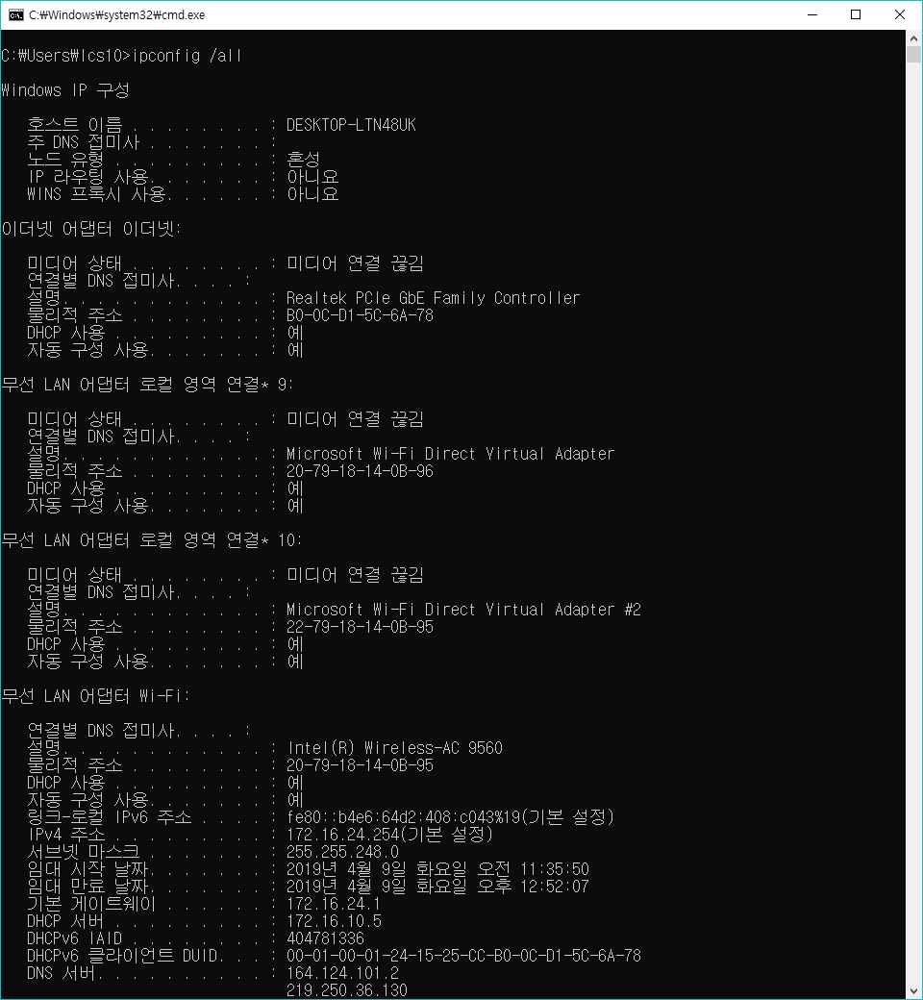 C:₩Windows₩system32₩cmd.exe
C:₩Users₩lcs10>ipconfig /all
Windows IP 구성
호스트 이름 . . . . . . . . : DESKTOP-LTN48UK
주 DNS 접미사 . . . . . . . :
노드 유형 . . . . . . . . . : 혼성
IP 라우팅 사용. . . . . . . : 아니요
WINS 프록시 사용. . . . . . : 아니요
이더넷 어댑터 이더넷:
미디어 상태 . . . . . . . . : 미디어 연결 끊김
연결별 DNS 접미사. . . . :
설명. . . . . . . . . . . . : Realtek PCIe GbE Family Controller
물리적 주소 . . . . . . . . : B0-0C-D1-5C-6A-78
DHCP 사용 . . . . . . . . . : 예
자동 구성 사용. . . . . . . : 예
무선 LAN 어댑터 로컬 영역 연결* 9:
미디어 상태 . . . . . . . . : 미디어 연결 끊김
연결별 DNS 접미사. . . . :
설명. . . . . . . . . . . . : Microsoft Wi-Fi Direct Virtual Adapter
물리적 주소 . . . . . . . . : 20-79-18-14-0B-96
DHCP 사용 . . . . . . . . . : 예
자동 구성 사용. . . . . . . : 예
무선 LAN 어댑터 로컬 영역 연결* 10:
미디어 상태 . . . . . . . . : 미디어 연결 끊김
연결별 DNS 접미사. . . . :
설명. . . . . . . . . . . . : Microsoft Wi-Fi Direct Virtual Adapter #2
물리적 주소 . . . . . . . . : 22-79-18-14-0B-95
DHCP 사용 . . . . . . . . . : 예
자동 구성 사용. . . . . . . : 예
무선 LAN 어댑터 Wi-Fi:
연결별 DNS 접미사. . . . :
설명. . . . . . . . . . . . : Intel(R) Wireless-AC 9560
물리적 주소 . . . . . . . . : 20-79-18-14-0B-95
DHCP 사용 . . . . . . . . . : 예
자동 구성 사용. . . . . . . : 예
링크-로컬 IPv6 주소 . . . . : fe80::b4e6:64d2:408:c043%19(기본 설정)
IPv4 주소 . . . . . . . . . : 172.16.24.254(기본 설정)
서브넷 마스크 . . . . . . . : 255.255.248.0
임대 시작 날짜. . . . . . . : 2019년 4월 9일 화요일 오전 11:35:50
임대 만료 날짜. . . . . . . : 2019년 4월 9일 화요일 오후 12:52:07
기본 게이트웨이 . . . . . . : 172.16.24.1
DHCP 서버 . . . . . . . . . : 172.16.10.5
DHCPv6 IAID . . . . . . . . : 404781336
DHCPv6 클라이언트 DUID. . . : 00-01-00-01-24-15-25-CC-B0-0C-D1-5C-6A-78
DNS 서버. . . . . . . . . . : 164.124.101.2
219.250.36.130